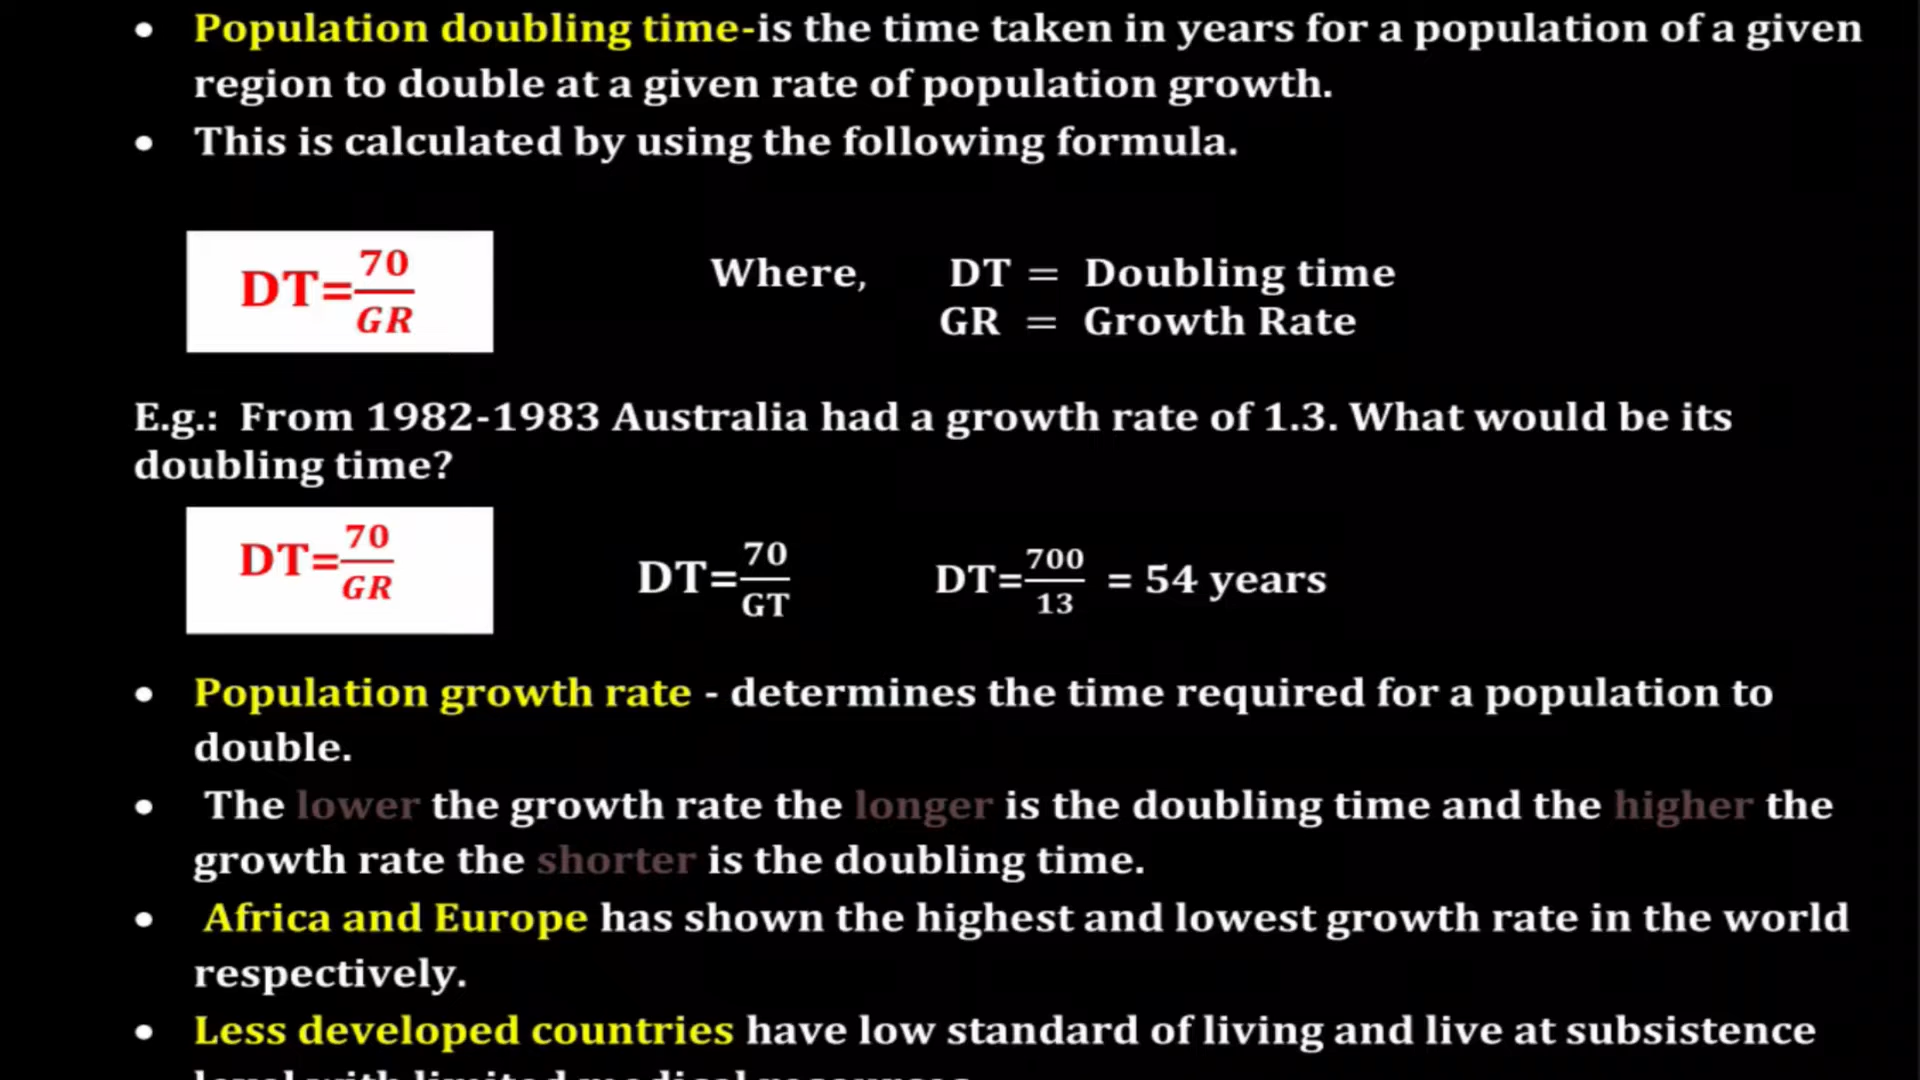 • Population doubling time-is the time taken in years for a population of a given
region to double at a given rate of population growth.
• This is calculated by using the following formula.
DT=70/GR Where, DT = Doubling time
GR = Growth Rate
E.g.: From 1982-1983 Australia had a growth rate of 1.3. What would be its
doubling time?
DT=70/GR DT=70/GT DT=700/13 = 54 years
• Population growth rate - determines the time required for a population to
double.
• The lower the growth rate the longer is the doubling time and the higher the
growth rate the shorter is the doubling time.
• Africa and Europe has shown the highest and lowest growth rate in the world
respectively.
• Less developed countries have low standard of living and live at subsistence
level with limited medical resources